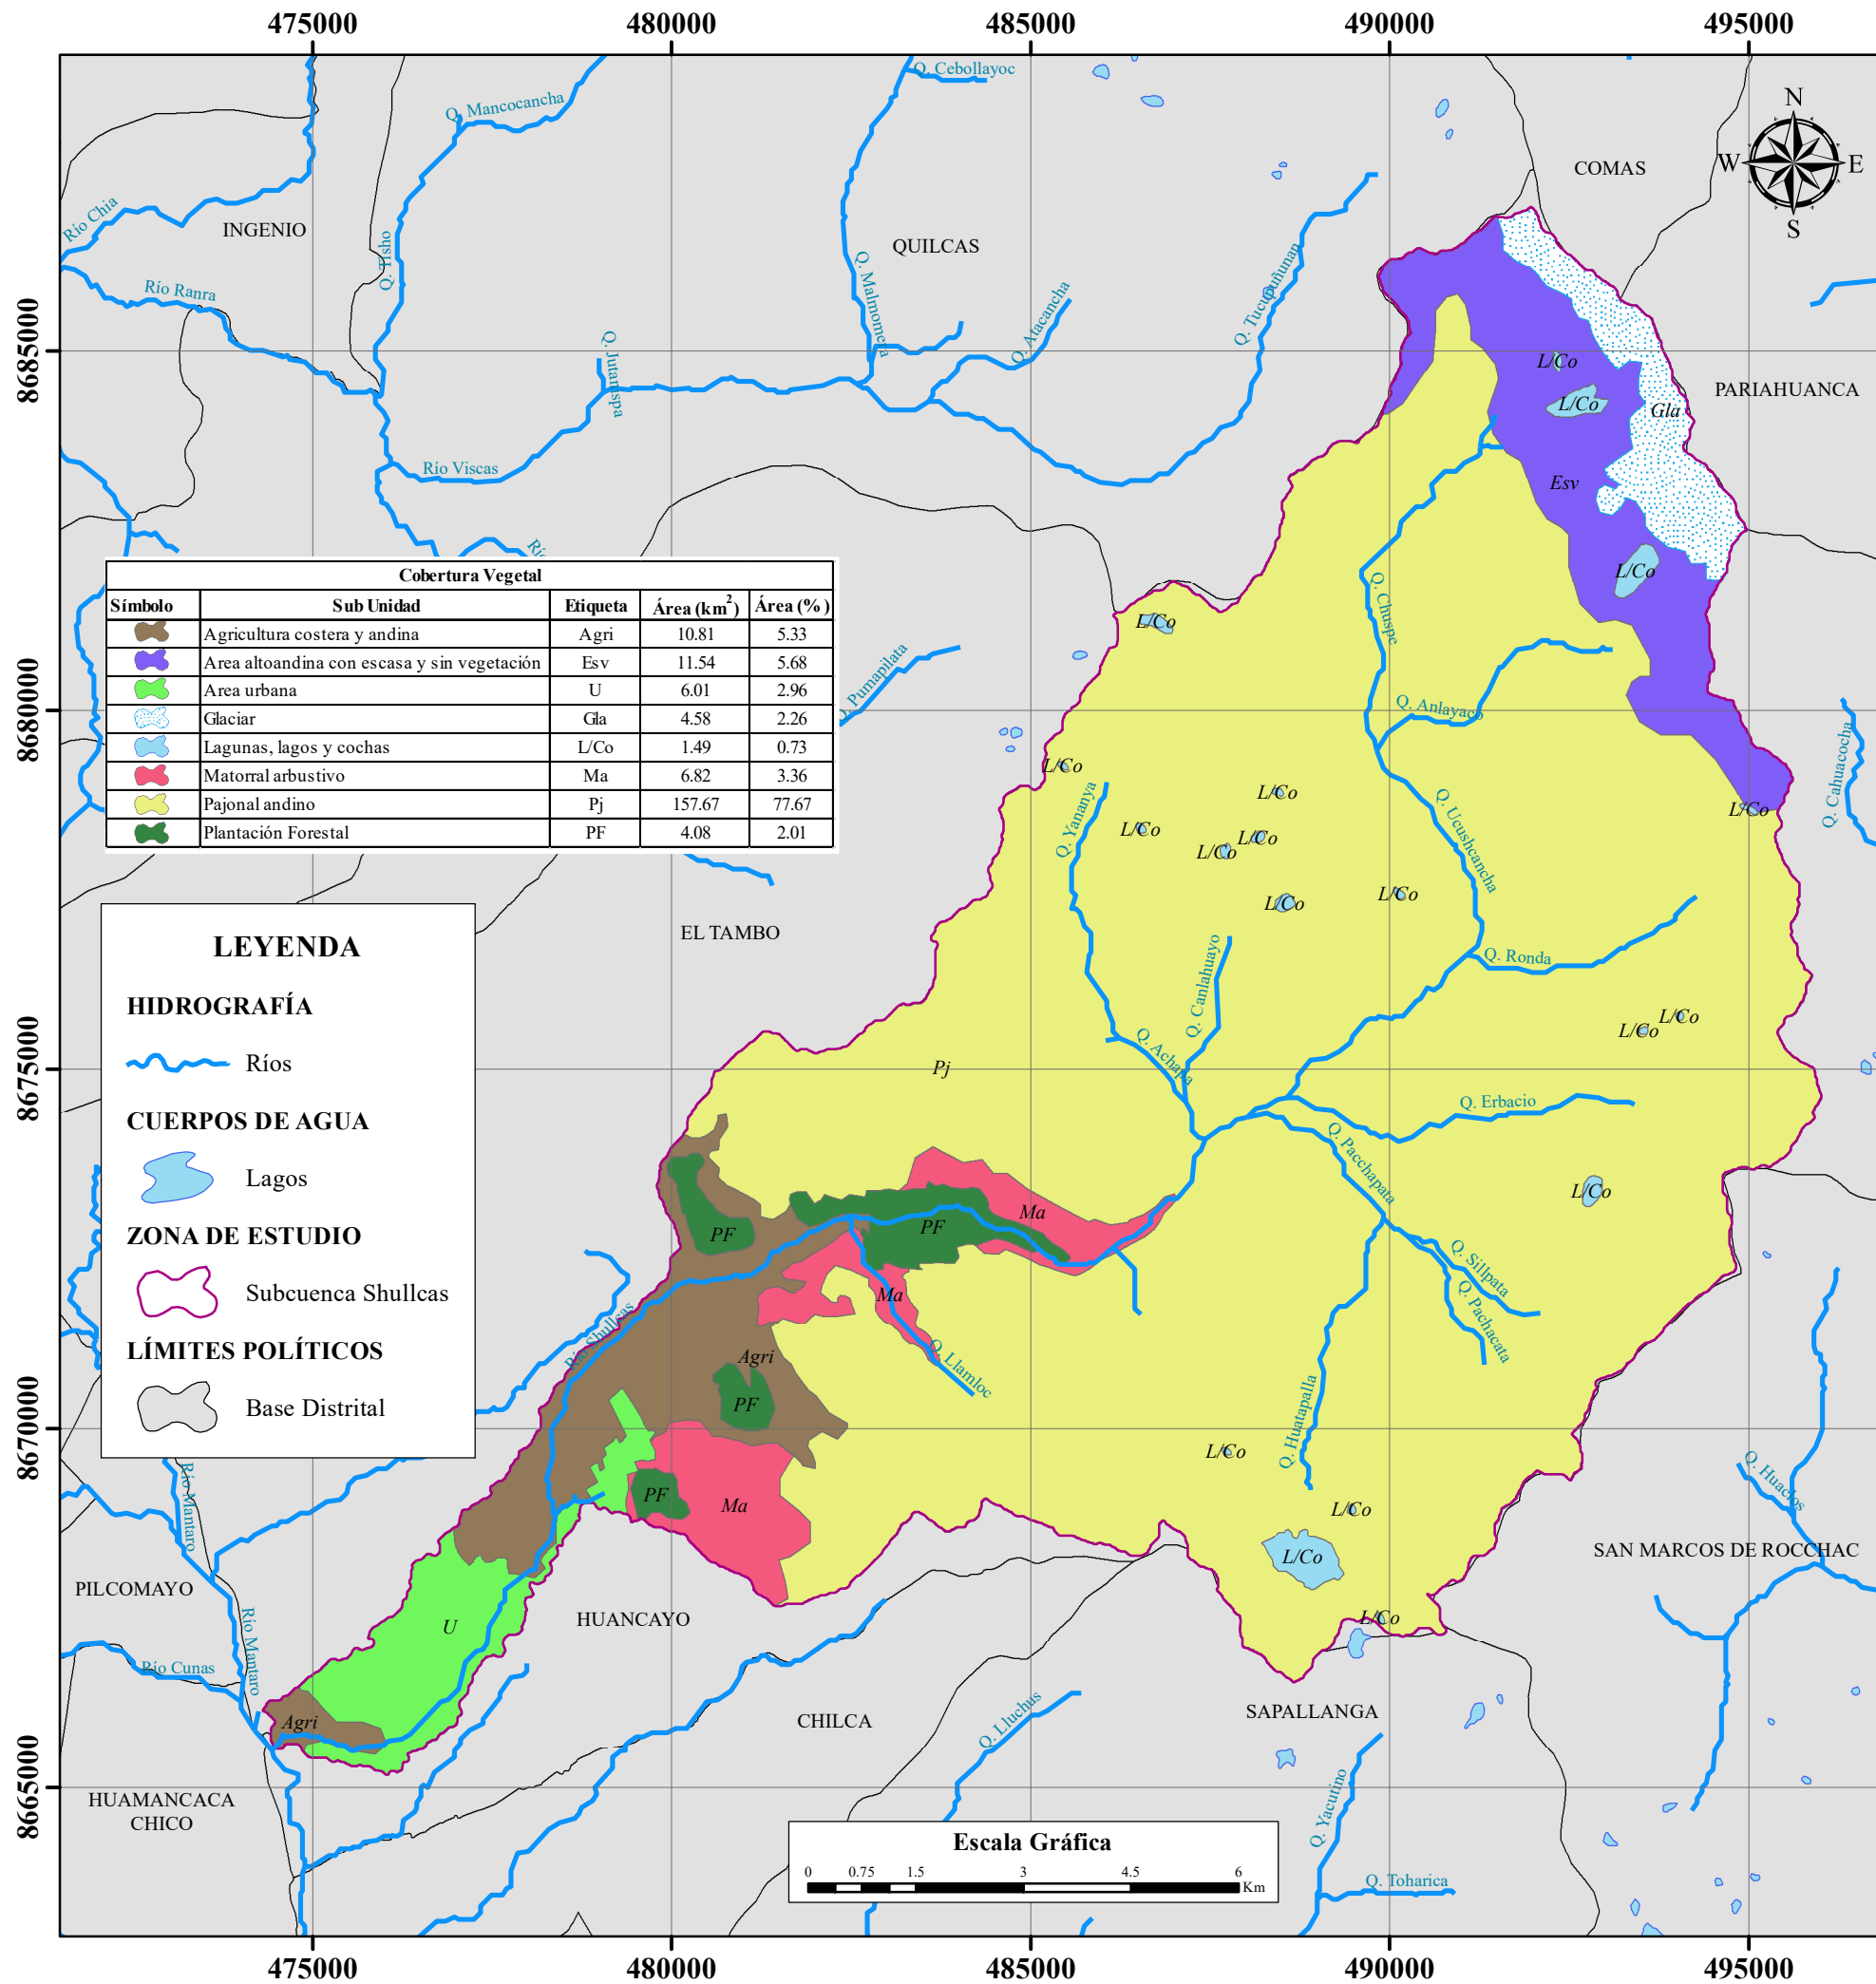 475000 480000 485000 490000 495000
Q. Cebollayoc
Q. Mancocancha
N
COMAS
W E
S
Río Chia
INGENIO
QUILCAS
Q. Tisho
Q. Malmomera
Q. Tucupuñunan
Río Ranra
Q. Atacancha
8685000
Q. Jutaruspa
L/Co
PARIAHUANCA
L/Co
Gla
Río Viscas
Esv
Rí
L/Co
Cobertura Vegetal
Símbolo Sub Unidad Etiqueta Área (km2) Área (%)
Agricultura costera y andina Agri 10.81 5.33
Area altoandina con escasa y sin vegetación Esv 11.54 5.68
Area urbana U 6.01 2.96
Glaciar Gla 4.58 2.26
Lagunas, lagos y cochas L/Co 1.49 0.73
Matorral arbustivo Ma 6.82 3.36
Pajonal andino Pj 157.67 77.67
Plantación Forestal PF 4.08 2.01
L/Co
Q. Chuspe
Q. Pumapilata
8680000
Q. Anlayaco
Q. Cahuacocha
L/Co
L/Co
L/Co
Q. Yananya
L/Co
L/Co
L/Co
Q. Ucushcancha
L/Co
L/Co
EL TAMBO
Q. Ronda
Q. Canlahuayo
L/Co
L/Co
Q. Achapa
8675000
Pj
Q. Erbacio
Q. Pacchapata
L/Co
LEYENDA
HIDROGRAFÍA
Ríos
CUERPOS DE AGUA
Lagos
ZONA DE ESTUDIO
Subcuenca Shullcas
LÍMITES POLÍTICOS
Base Distrital
PF
PF
Ma
Ma
Q. Sillpata
Q. Pachacata
Río Shullcas
Agri
Q. Llamloc
PF
8670000
Q. Huatapalla
L/Co
Q. Huaclos
Río Mantaro
PF
Ma
L/Co
L/Co
SAN MARCOS DE ROCCHAC
PILCOMAYO
HUANCAYO
U
L/Co
Río Mantaro
Río Cunas
Agri
CHILCA
Q. Lluchus
SAPALLANGA
8665000
HUAMANCACA
CHICO
Q. Yacutino
Escala Gráfica
0 0.75 1.5 3 4.5 6
Km
Q. Toharica
475000 480000 485000 490000 495000